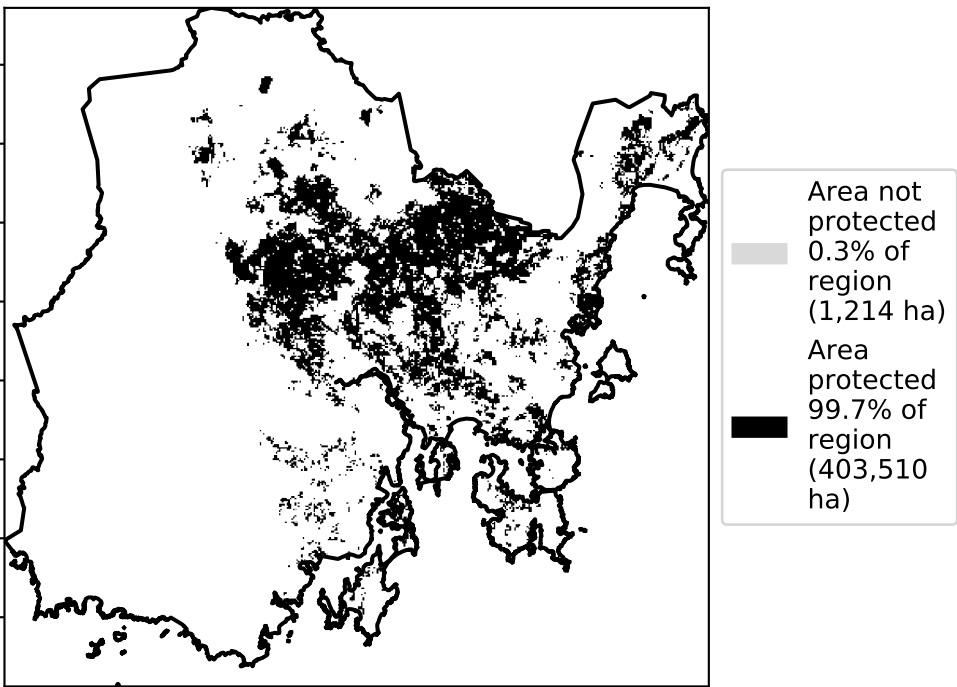 Area not
protected
0.3% of
region
(1,214 ha)
Area
protected
99.7% of
region
(403,510
ha)